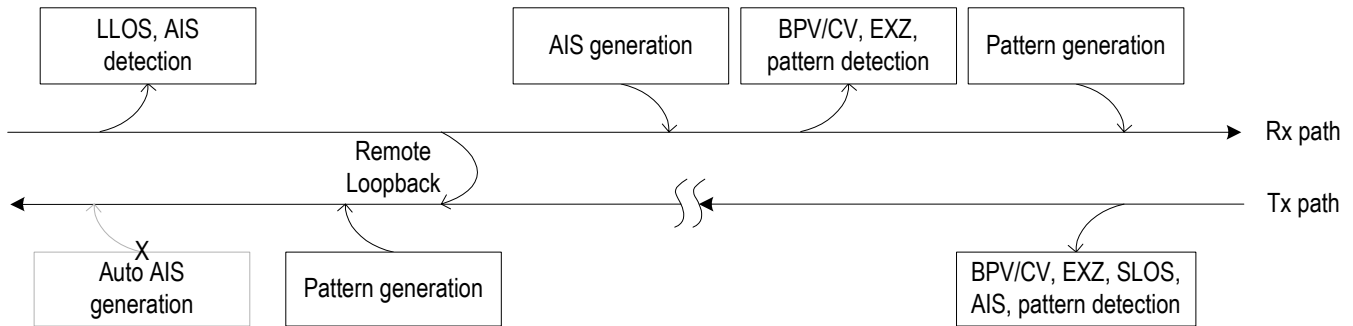 LLOS, AIS
detection
AIS generation
BPV/CV, EXZ,
pattern detection
Pattern generation
Rx path
Remote
Loopback
Tx path
X
Auto AIS
generation
Pattern generation
BPV/CV, EXZ, SLOS,
AIS, pattern detection